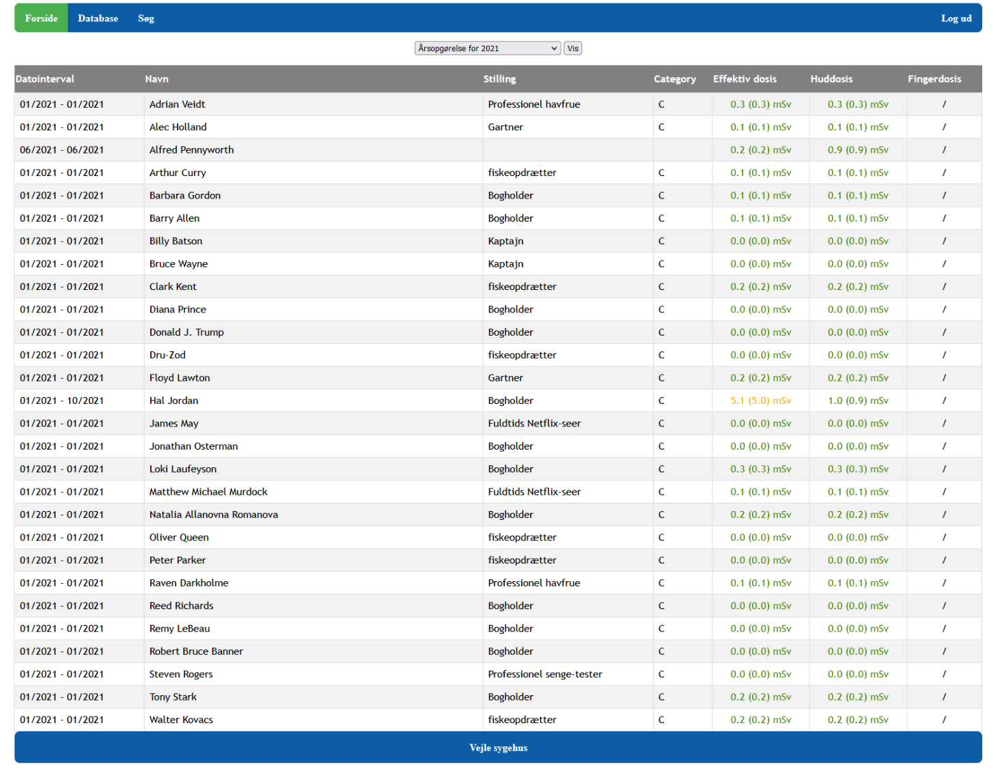 Forside Database Søg Log ud
Årsopgørelse for 2021 Vis
Datointerval Navn Stilling Category Effektiv dosis Huddosis Fingerdosis
01/2021 - 01/2021 Adrian Veidt Professionel havfrue C 0.3 (0.3) mSv 0.3 (0.3) mSv /
01/2021 - 01/2021 Alec Holland Gartner C 0.1 (0.1) mSv 0.1 (0.1) mSv /
06/2021 - 06/2021 Alfred Pennyworth 0.2 (0.2) mSv 0.9 (0.9) mSv /
01/2021 - 01/2021 Arthur Curry fiskeopdrætter C 0.1 (0.1) mSv 0.1 (0.1) mSv /
01/2021 - 01/2021 Barbara Gordon Bogholder C 0.1 (0.1) mSv 0.1 (0.1) mSv /
01/2021 - 01/2021 Barry Allen Bogholder C 0.1 (0.1) mSv 0.1 (0.1) mSv /
01/2021 - 01/2021 Billy Batson Kaptajn C 0.0 (0.0) mSv 0.0 (0.0) mSv /
01/2021 - 01/2021 Bruce Wayne Kaptajn C 0.0 (0.0) mSv 0.0 (0.0) mSv /
01/2021 - 01/2021 Clark Kent fiskeopdrætter C 0.2 (0.2) mSv 0.2 (0.2) mSv /
01/2021 - 01/2021 Diana Prince Bogholder C 0.0 (0.0) mSv 0.0 (0.0) mSv /
01/2021 - 01/2021 Donald J. Trump Bogholder C 0.0 (0.0) mSv 0.0 (0.0) mSv /
01/2021 - 01/2021 Dru-Zod fiskeopdrætter C 0.0 (0.0) mSv 0.0 (0.0) mSv /
01/2021 - 01/2021 Floyd Lawton Gartner C 0.2 (0.2) mSv 0.2 (0.2) mSv /
01/2021 - 10/2021 Hal Jordan Bogholder C 5.1 (5.0) mSv 1.0 (0.9) mSv /
01/2021 - 01/2021 James May Fuldtids Netflix-seer C 0.0 (0.0) mSv 0.0 (0.0) mSv /
01/2021 - 01/2021 Jonathan Osterman Bogholder C 0.0 (0.0) mSv 0.0 (0.0) mSv /
01/2021 - 01/2021 Loki Laufeyson Bogholder C 0.3 (0.3) mSv 0.3 (0.3) mSv /
01/2021 - 01/2021 Matthew Michael Murdock Fuldtids Netflix-seer C 0.1 (0.1) mSv 0.1 (0.1) mSv /
01/2021 - 01/2021 Natalia Allanovna Romanova Bogholder C 0.2 (0.2) mSv 0.2 (0.2) mSv /
01/2021 - 01/2021 Oliver Queen fiskeopdrætter C 0.0 (0.0) mSv 0.0 (0.0) mSv /
01/2021 - 01/2021 Peter Parker fiskeopdrætter C 0.0 (0.0) mSv 0.0 (0.0) mSv /
01/2021 - 01/2021 Raven Darkholme Professionel havfrue C 0.1 (0.1) mSv 0.1 (0.1) mSv /
01/2021 - 01/2021 Reed Richards Bogholder C 0.0 (0.0) mSv 0.0 (0.0) mSv /
01/2021 - 01/2021 Remy LeBeau Bogholder C 0.0 (0.0) mSv 0.0 (0.0) mSv /
01/2021 - 01/2021 Robert Bruce Banner Bogholder C 0.0 (0.0) mSv 0.0 (0.0) mSv /
01/2021 - 01/2021 Steven Rogers Professionel senge-tester C 0.0 (0.0) mSv 0.0 (0.0) mSv /
01/2021 - 01/2021 Tony Stark Bogholder C 0.2 (0.2) mSv 0.2 (0.2) mSv /
01/2021 - 01/2021 Walter Kovacs fiskeopdrætter C 0.2 (0.2) mSv 0.2 (0.2) mSv /
Vejle sygehus